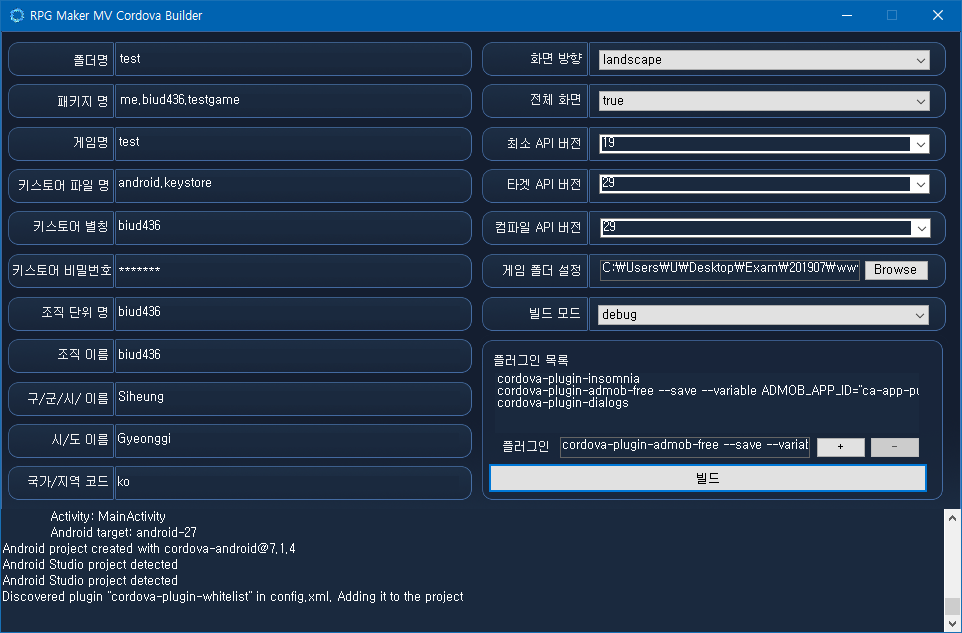 RPG Maker MV Cordova Builder
폴더명 test
패키지 명 me.biud436.testgame
게임명 test
키스토어 파일 명 android.keystore
키스토어 별칭 biud436
키스토어 비밀번호 *******
조직 단위 명 biud436
조직 이름 biud436
구/군/시/ 이름 Siheung
시/도 이름 Gyeonggi
국가/지역 코드 ko
화면 방향 landscape
전체 화면 true
최소 API 버전 19
타겟 API 버전 29
컴파일 API 버전 29
게임 폴더 설정 C:₩Users₩U₩Desktop₩Exam₩201907₩ww Browse
빌드 모드 debug
플러그인 목록
cordova-plugin-insomnia
cordova-plugin-admob-free --save --variable ADMOB_APP_ID="ca-app-pu
cordova-plugin-dialogs
플러그인 cordova-plugin-admob-free --save --variab + -
빌드
Activity: MainActivity
Android target: android-27
Android project created with cordova-android@7.1.4
Android Studio project detected
Android Studio project detected
Discovered plugin "cordova-plugin-whitelist" in config.xml. Adding it to the project